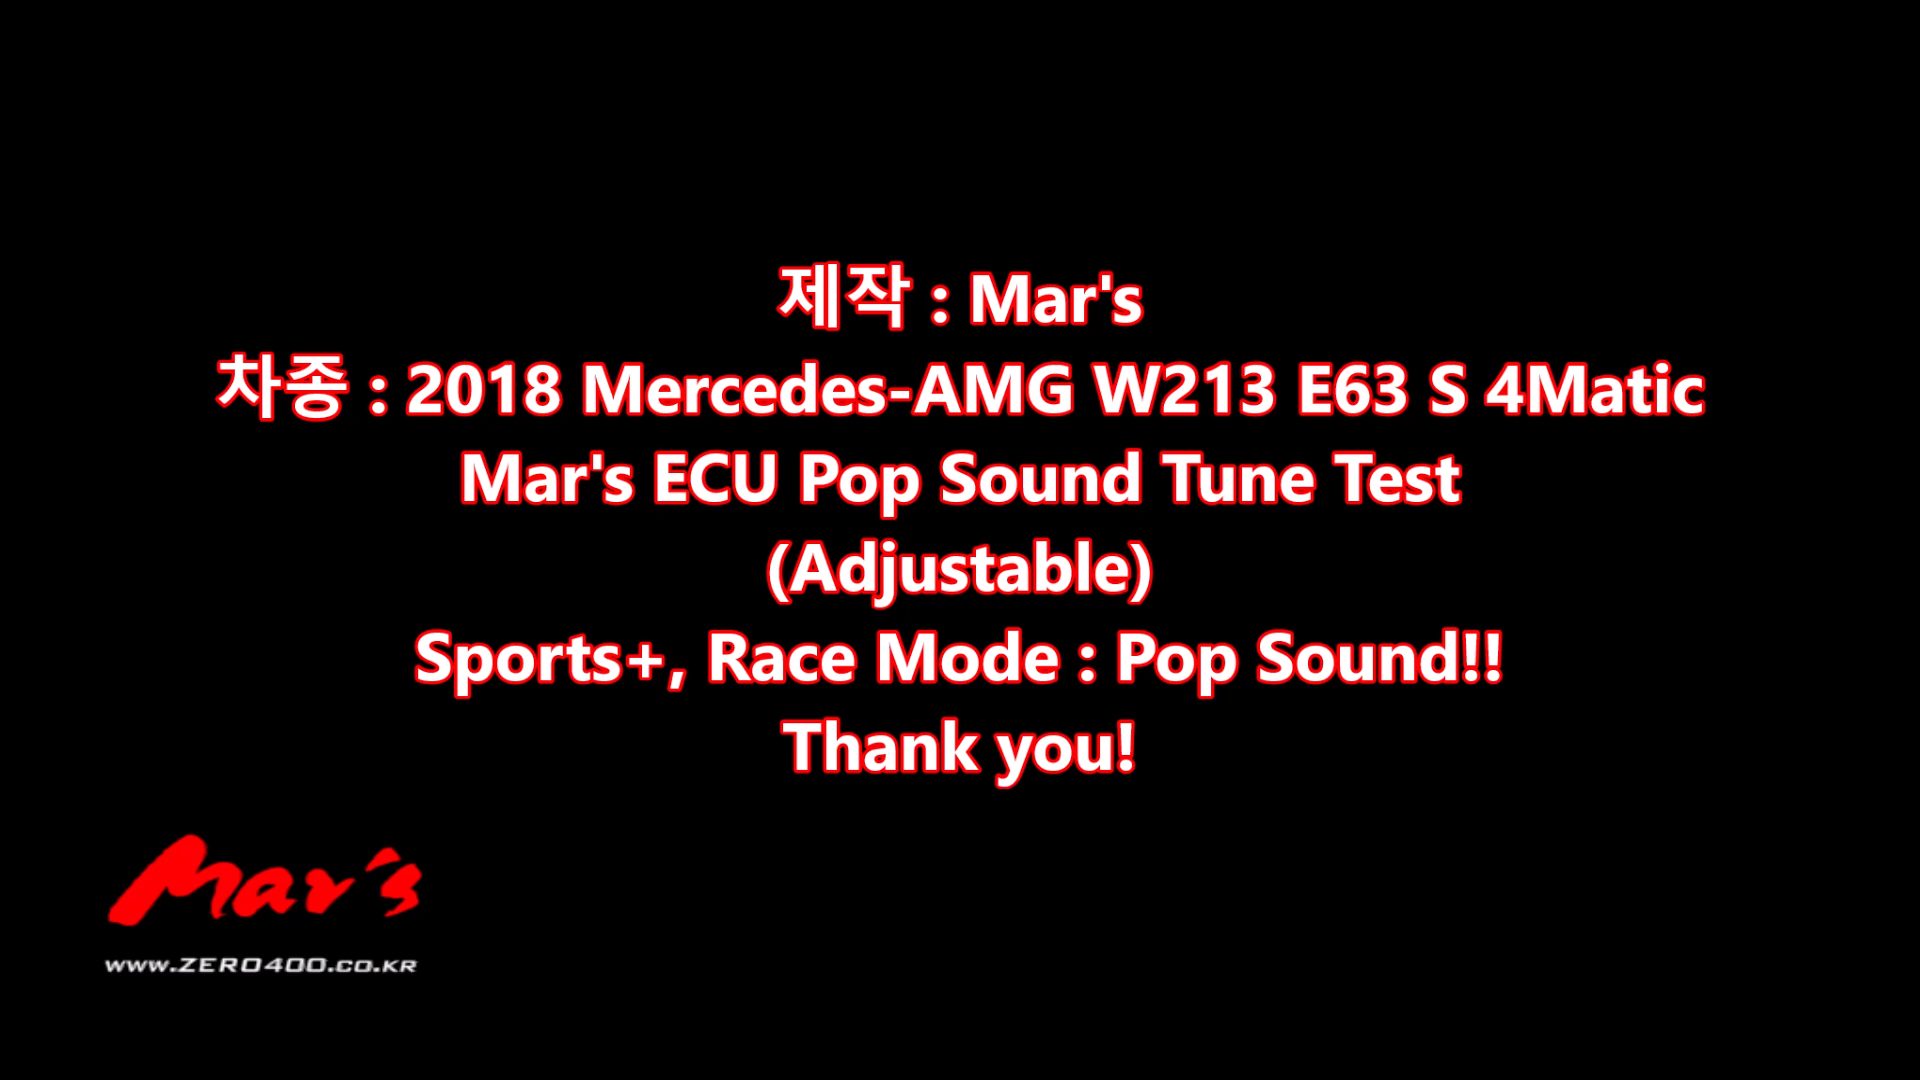 제작 : Mar's
차종 : 2018 Mercedes-AMG W213 E63 S 4Matic
Mar's ECU Pop Sound Tune Test
(Adjustable)
Sports+, Race Mode : Pop Sound!!
Thank you!
Mar's
www.ZERO400.co.kr